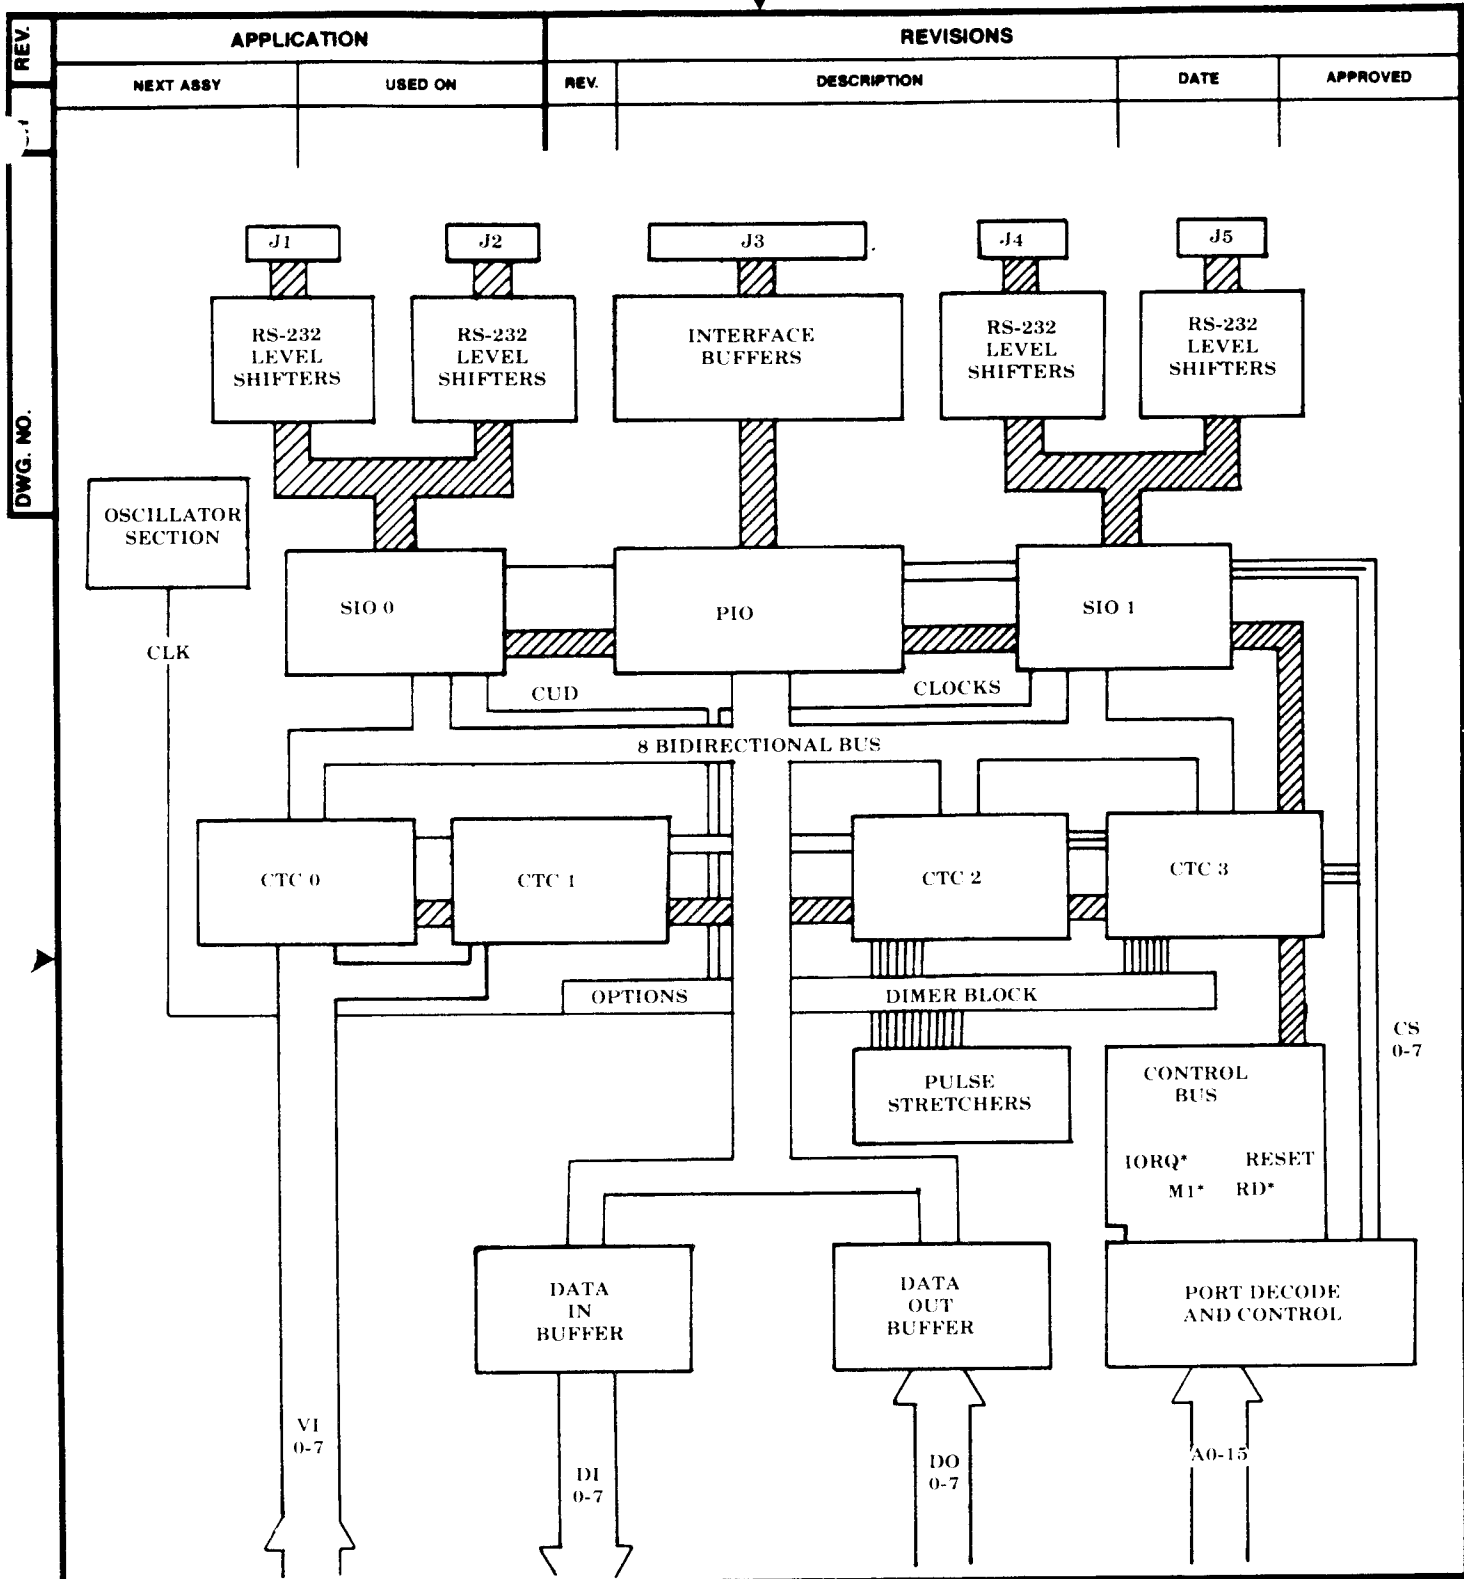 REV.
APPLICATION
REVISIONS
NEXT ASSY
USED ON
REV.
DESCRIPTION
DATE
APPROVED
DWG. NO.
J1
J2
J3
J4
J5
RS-232
LEVEL
SHIFTERS
RS-232
LEVEL
SHIFTERS
INTERFACE
BUFFERS
RS-232
LEVEL
SHIFTERS
RS-232
LEVEL
SHIFTERS
OSCILLATOR
SECTION
SIO 0
PIO
SIO 1
CLK
CUD
CLOCKS
8 BIDIRECTIONAL BUS
CTC 0
CTC 1
CTC 2
CTC 3
OPTIONS
DIMER BLOCK
CS
0-7
PULSE
STRETCHERS
CONTROL
BUS
IORQ*
RESET
M1*
RD*
DATA
IN
BUFFER
DATA
OUT
BUFFER
PORT DECODE
AND CONTROL
VI
0-7
DI
0-7
DO
0-7
A0-15